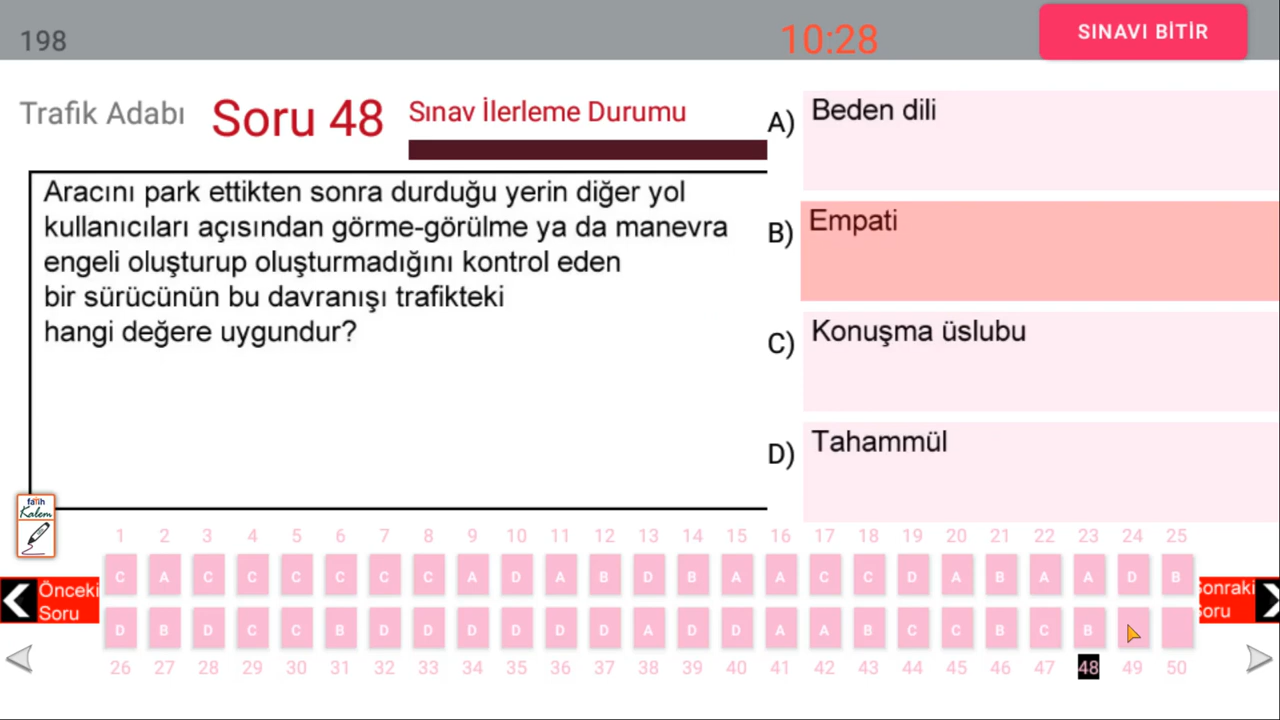 198
10:28
SINAVI BİTİR
Trafik Adabı
Soru 48
Sınav İlerleme Durumu
Aracını park ettikten sonra durduğu yerin diğer yol
kullanıcıları açısından görme-görülme ya da manevra
engeli oluşturup oluşturmadığını kontrol eden
bir sürücünün bu davranışı trafikteki
hangi değere uygundur?
A) Beden dili
B) Empati
C) Konuşma üslubu
D) Tahammül
fatih
Kalem
Önceki
Soru
Sonraki
Soru
1 2 3 4 5 6 7 8 9 10 11 12 13 14 15 16 17 18 19 20 21 22 23 24 25
C A C C C C C C A D A B D B A A C C D A B A A D B
D B D C C B D D D D D D A D D A A B C C B C B
26 27 28 29 30 31 32 33 34 35 36 37 38 39 40 41 42 43 44 45 46 47 48 49 50